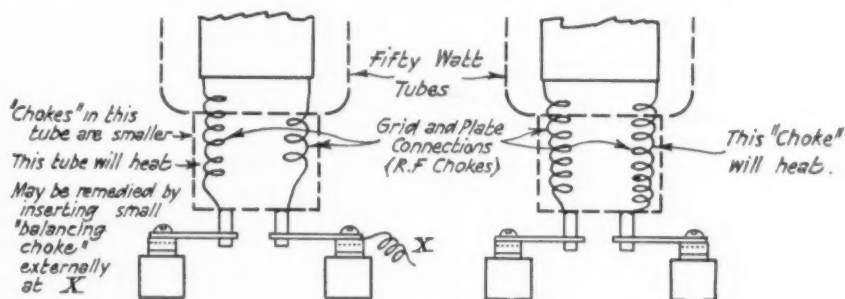 Fifty Watt
Tubes
"Chokes" in this
tube are smaller
This tube will heat
May be remedied by
inserting small
"balancing
choke"
externally
at X
Grid and Plate
Connections
(R.F Chokes)
This "Choke"
will heat.
X